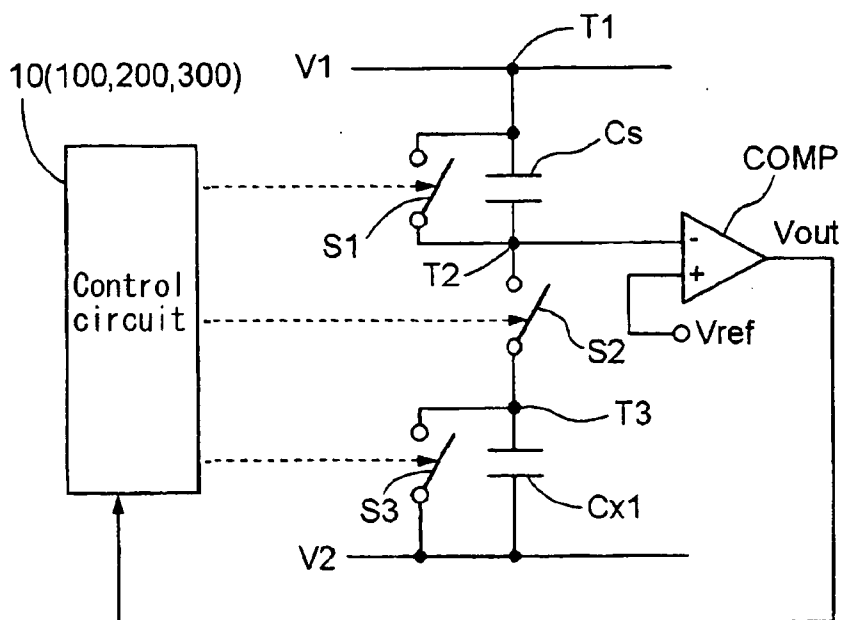 T1
V1
10(100,200,300)
Cs
COMP
S1
Vout
-
T2
+
Control
circuit
Vref
S2
T3
S3
Cx1
V2